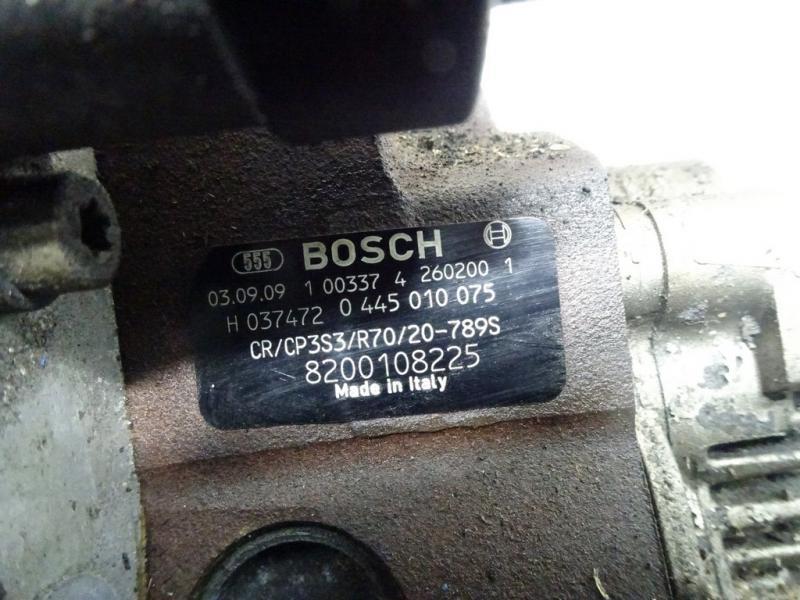 555 BOSCH
03.09.09 1 00337 4 260200 1
H 037472 0 445 010 075
CR/CP3S3/R70/20-789S
8200108225
Made in Italy